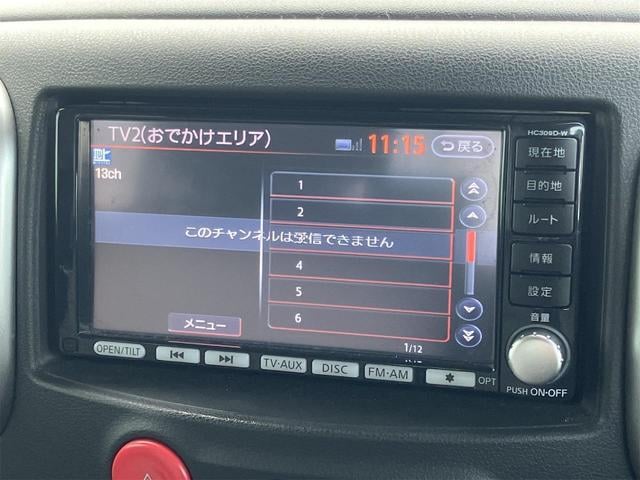 HC309D-W
TV2(おでかけエリア)
11:15
戻る
13ch
1
2
このチャンネルは受信できません
4
5
6
メニュー
1/12
現在地
目的地
ルート
情報
設定
音量
PUSH ON·OFF
OPEN/TILT
TV·AUX
DISC
FM·AM
OPT